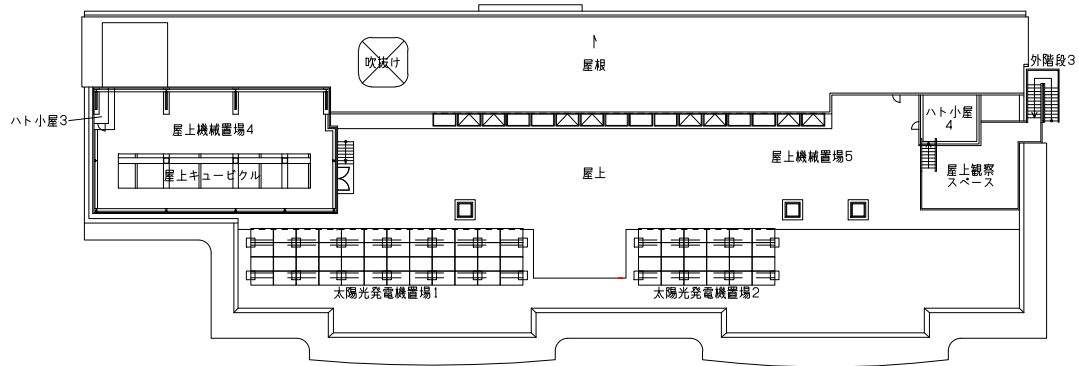 吹抜け
屋根
外階段3
ハト小屋3
屋上機械置場4
ハト小屋
4
屋上機械置場5
屋上キュービクル
屋上
屋上観察
スペース
太陽光発電機置場1
太陽光発電機置場2